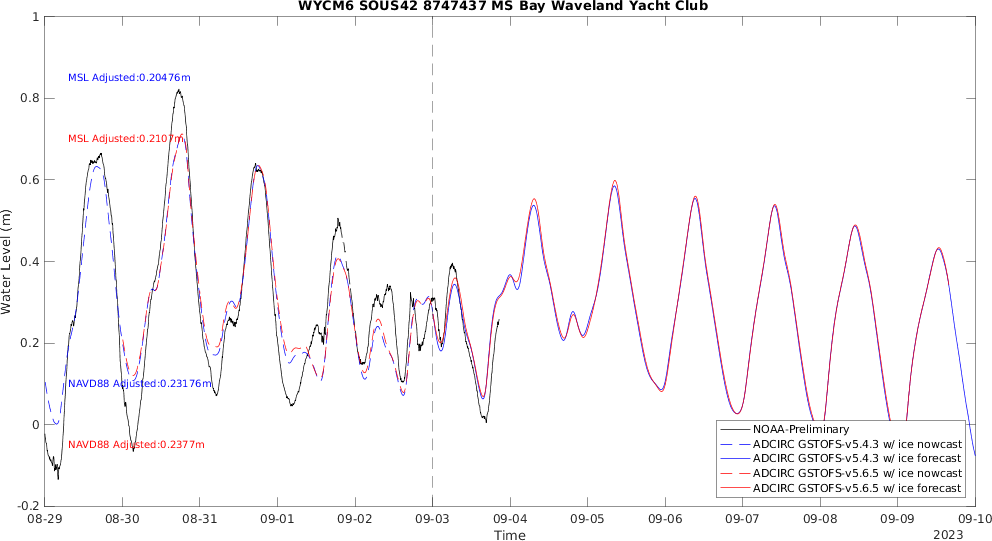 WYCM6 SOUS42 8747437 MS Bay Waveland Yacht Club
1
0.8
0.6
0.4
0.2
0
-0.2
Water Level (m)
MSL Adjusted:0.20476m
MSL Adjusted:0.2107m
NAVD88 Adjusted:0.23176m
NAVD88 Adjusted:0.2377m
NOAA-Preliminary
ADCIRC GSTOFS-v5.4.3 w/ ice nowcast
ADCIRC GSTOFS-v5.4.3 w/ ice forecast
ADCIRC GSTOFS-v5.6.5 w/ ice nowcast
ADCIRC GSTOFS-v5.6.5 w/ ice forecast
08-29 08-30 08-31 09-01 09-02 09-03 09-04 09-05 09-06 09-07 09-08 09-09 09-10
Time
2023